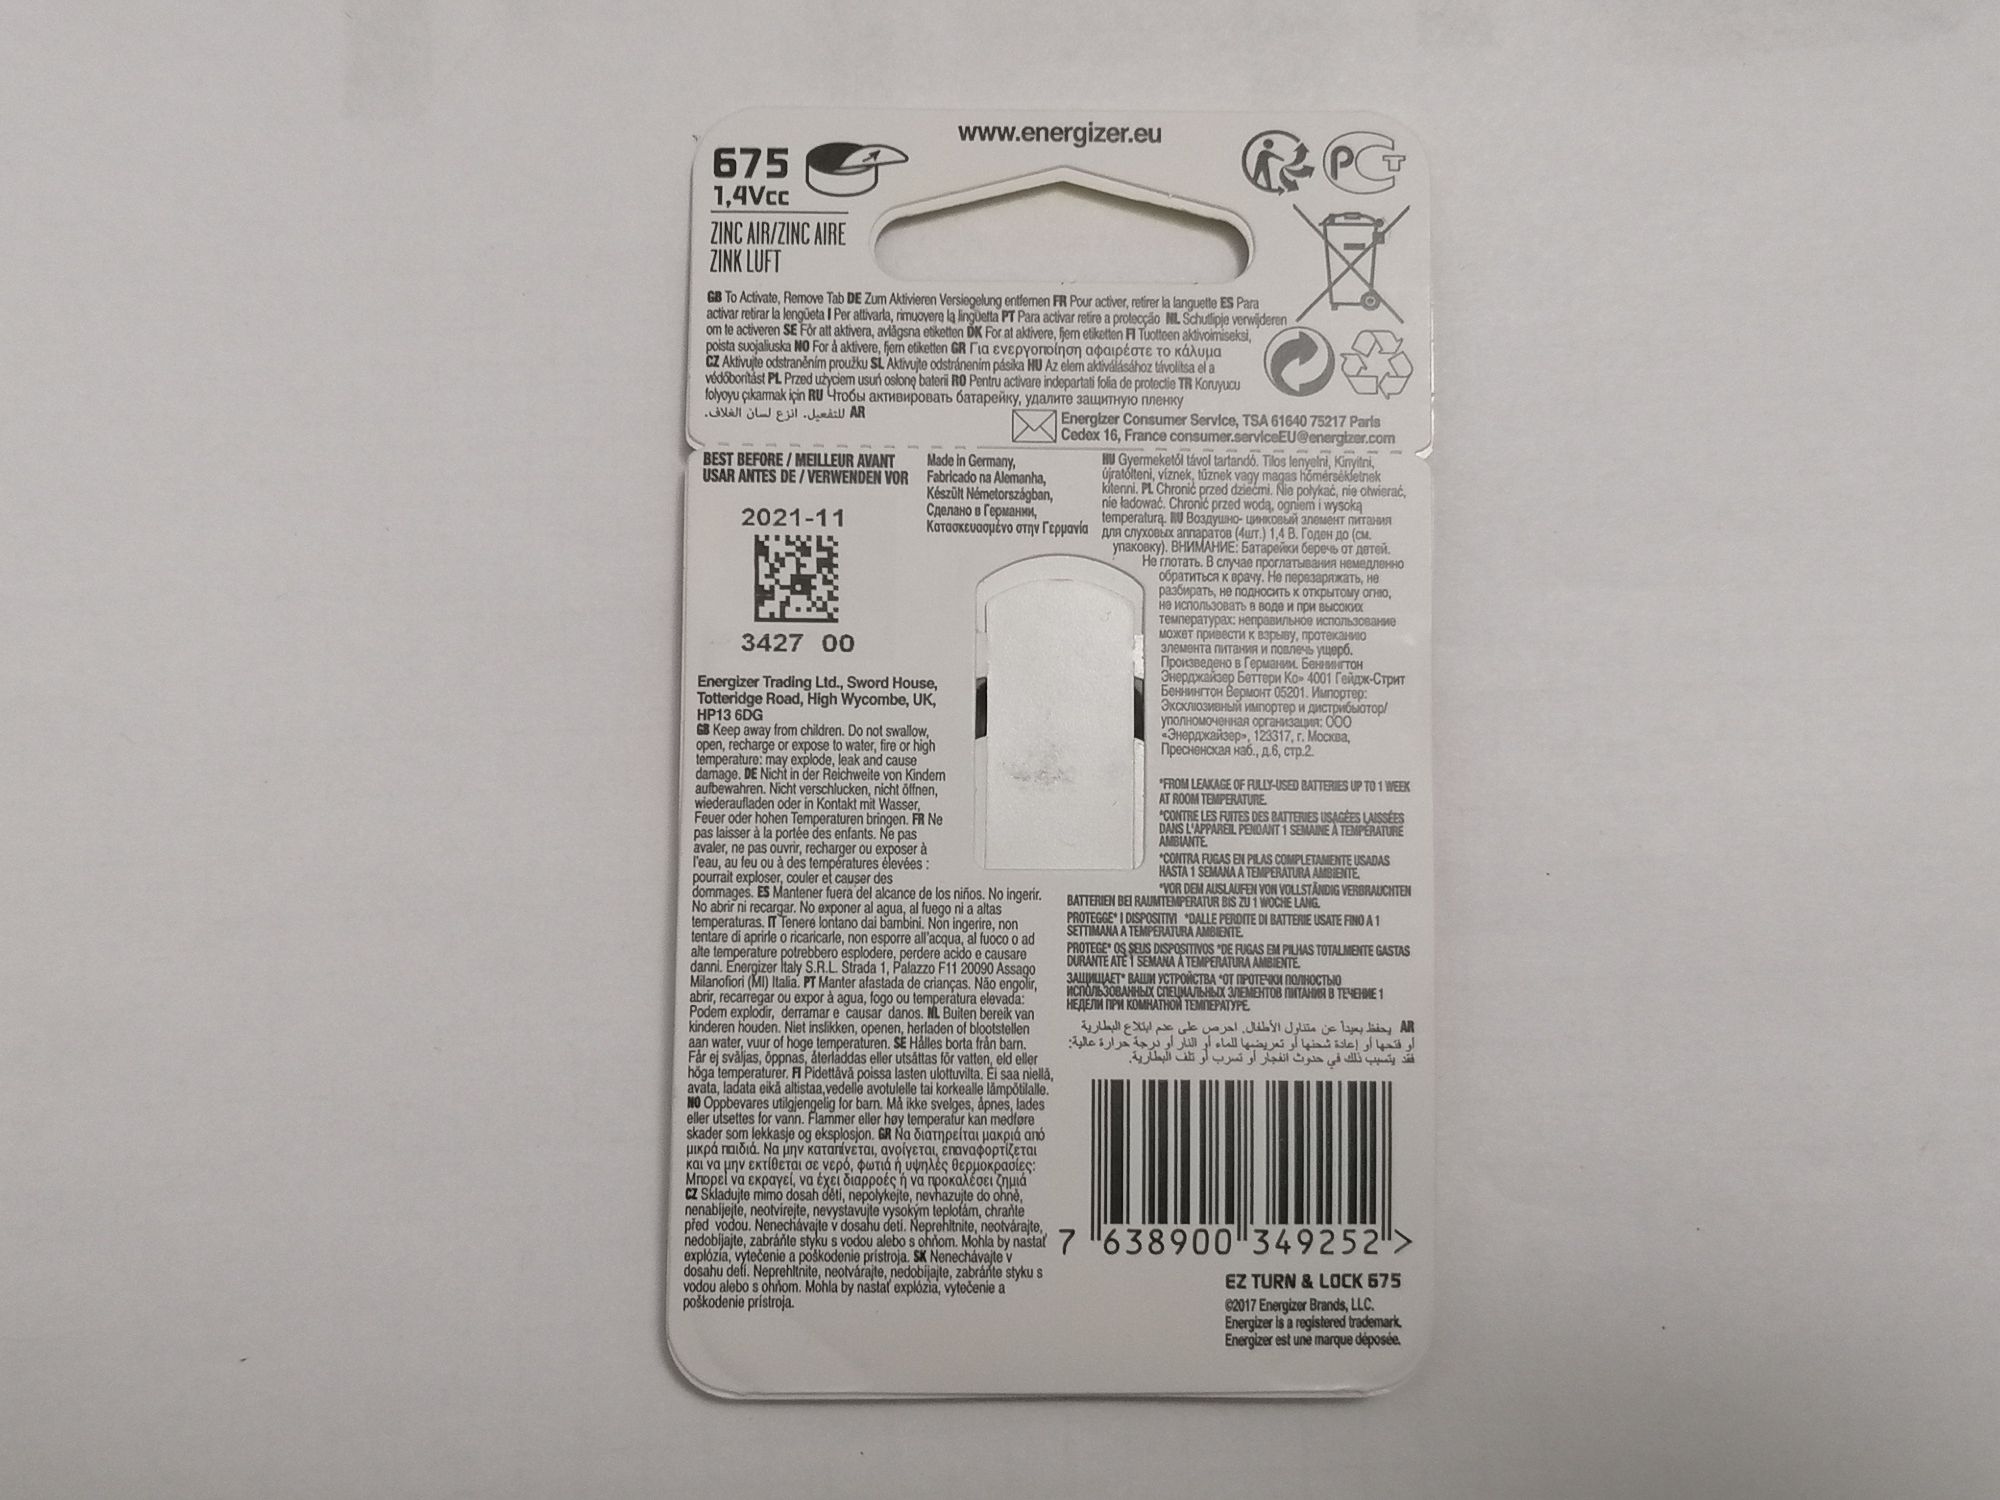 www.energizer.eu
675
1,4Vcc
ZINC AIR/ZINC AIRE
ZINK LUFT
PCT
GB To Activate, Remove Tab DE Zum Aktivieren Versiegelung entfernen FR Pour activer, retirer la languette ES Para
activar retirar la lengüeta I Per attivarla, rimuovere la linguetta PT Para activar retire a protecção NL Schutlipje verwijderen
om te activeren SE För att aktivera, avlägsna etiketten DK For at aktivere, fjern etiketten FI Tuotteen aktivoimiseksi,
poista suojaliuska NO For å aktivere, fjern etiketten GR Για ενεργοποίηση αφαιρέστε το κάλυμα
CZ Aktivujte odstraněním proužku SL Aktivujte odstránením pásika HU Az elem aktiválásához távolítsa el a
védőborítást PL Przed użyciem usuń osłonę baterii RO Pentru activare indepartati folia de protectie TR Koruyucu
folyoyu çıkarmak için RU Чтобы активировать батарейку, удалите защитную пленку
AR للتفعيل. انزع لسان الغلاف.
Energizer Consumer Service, TSA 61640 75217 Paris
Cedex 16, France consumer.serviceEU@energizer.com
BEST BEFORE / MEILLEUR AVANT
USAR ANTES DE / VERWENDEN VOR
2021-11
3427 00
Made in Germany,
Fabricado na Alemanha,
Készült Németországban,
Сделано в Германии,
Κατασκευασμένο στην Γερμανία
Energizer Trading Ltd., Sword House,
Totteridge Road, High Wycombe, UK,
HP13 6DG
GB Keep away from children. Do not swallow,
open, recharge or expose to water, fire or high
temperature: may explode, leak and cause
damage. DE Nicht in der Reichweite von Kindern
aufbewahren. Nicht verschlucken, nicht öffnen,
wiederaufladen oder in Kontakt mit Wasser,
Feuer oder hohen Temperaturen bringen. FR Ne
pas laisser à la portée des enfants. Ne pas
avaler, ne pas ouvrir, recharger ou exposer à
l'eau, au feu ou à des températures élevées :
pourrait exploser, couler et causer des
dommages. ES Mantener fuera del alcance de los niños. No ingerir.
No abrir ni recargar. No exponer al agua, al fuego ni a altas
temperaturas. IT Tenere lontano dai bambini. Non ingerire, non
tentare di aprirle o ricaricarle, non esporre all'acqua, al fuoco o ad
alte temperature potrebbero esplodere, perdere acido e causare
danni. Energizer Italy S.R.L. Strada 1, Palazzo F11 20090 Assago
Milanofiori (MI) Italia. PT Manter afastada de crianças. Não engolir,
abrir, recarregar ou expor à agua, fogo ou temperatura elevada:
Podem explodir, derramar e causar danos. NL Buiten bereik van
kinderen houden. Niet inslikken, openen, herladen of blootstellen
aan water, vuur of hoge temperaturen. SE Hålles borta från barn.
Får ej sväljas, öppnas, återladdas eller utsättas för vatten, eld eller
höga temperaturer. FI Pidettävä poissa lasten ulottuvilta. Ei saa niellä,
avata, ladata eikä altistaa,vedelle avotulelle tai korkealle lämpötilalle.
NO Oppbevares utilgjengelig for barn. Må ikke svelges, åpnes, lades
eller utsettes for vann. Flammer eller høy temperatur kan medføre
skader som lekkasje og eksplosjon. GR Να διατηρείται μακριά από
μικρά παιδιά. Να μην καταπίνεται, ανοίγεται, επαναφορτίζεται
και να μην εκτίθεται σε νερό, φωτιά ή υψηλές θερμοκρασίες:
Μπορεί να εκραγεί, να έχει διαρροές ή να προκαλέσει ζημιά
CZ Skladujte mimo dosah dětí, nepolykejte, nevhazujte do ohně,
nenabíjejte, neotvírejte, nevystavujte vysokým teplotám, chraňte
před vodou. Nenechávajte v dosahu detí. Neprehltnite, neotvárajte,
nedobíjajte, zabráňte styku s vodou alebo s ohňom. Mohla by nastať
explózia, vytečenie a poškodenie prístroja. SK Nenechávajte v
dosahu detí. Neprehltnite, neotvárajte, nedobíjajte, zabráňte styku s
vodou alebo s ohňom. Mohla by nastať explózia, vytečenie a
poškodenie prístroja.
HU Gyermekektől távol tartandó. Tilos lenyelni, Kinyitni,
újratölteni, víznek, tűznek vagy magas hőmérsékletnek
kitenni. PL Chronić przed dziećmi. Nie połykać, nie otwierać,
nie ładować. Chronić przed wodą, ogniem i wysoką
temperaturą. RU Воздушно- цинковый элемент питания
для слуховых аппаратов (4шт.) 1,4 В. Годен до (см.
упаковку). ВНИМАНИЕ: Батарейки беречь от детей.
Не глотать. В случае проглатывания немедленно
обратиться к врачу. Не перезаряжать, не
разбирать, не подносить к открытому огню,
не использовать в воде и при высоких
температурах: неправильное использование
может привести к взрыву, протеканию
элемента питания и повлечь ущерб.
Произведено в Германии. Беннингтон
Энерджайзер Беттери Ко» 4001 Гейдж-Стрит
Беннингтон Вермонт 05201. Импортер:
Эксклюзивный импортер и дистрибьютор/
уполномоченная организация: ООО
«Энерджайзер», 123317, г. Москва,
Пресненская наб., д.6, стр.2.
*FROM LEAKAGE OF FULLY-USED BATTERIES UP TO 1 WEEK
AT ROOM TEMPERATURE.
*CONTRE LES FUITES DES BATTERIES USAGÉES LAISSÉES
DANS L'APPAREIL PENDANT 1 SEMAINE À TEMPÉRATURE
AMBIANTE.
*CONTRA FUGAS EN PILAS COMPLETAMENTE USADAS
HASTA 1 SEMANA A TEMPERATURA AMBIENTE.
*VOR DEM AUSLAUFEN VON VOLLSTÄNDIG VERBRAUCHTEN
BATTERIEN BEI RAUMTEMPERATUR BIS ZU 1 WOCHE LANG.
PROTEGGE* I DISPOSITIVI *DALLE PERDITE DI BATTERIE USATE FINO A 1
SETTIMANA A TEMPERATURA AMBIENTE.
PROTEGE* OS SEUS DISPOSITIVOS *DE FUGAS EM PILHAS TOTALMENTE GASTAS
DURANTE ATÉ 1 SEMANA À TEMPERATURA AMBIENTE.
ЗАЩИЩАЕТ* ВАШИ УСТРОЙСТВА *ОТ ПРОТЕЧКИ ПОЛНОСТЬЮ
ИСПОЛЬЗОВАННЫХ СПЕЦИАЛЬНЫХ ЭЛЕМЕНТОВ ПИТАНИЯ В ТЕЧЕНИЕ 1
НЕДЕЛИ ПРИ КОМНАТНОЙ ТЕМПЕРАТУРЕ.
AR يحفظ بعيداً عن متناول الأطفال. احرص على عدم ابتلاع البطارية
أو فتحها أو إعادة شحنها أو تعريضها للماء أو النار أو درجة حرارة عالية:
فقد يتسبب ذلك في حدوث انفجار أو تسرب أو تلف البطارية.
7 638900 349252 >
EZ TURN & LOCK 675
©2017 Energizer Brands, LLC.
Energizer is a registered trademark.
Energizer est une marque déposée.